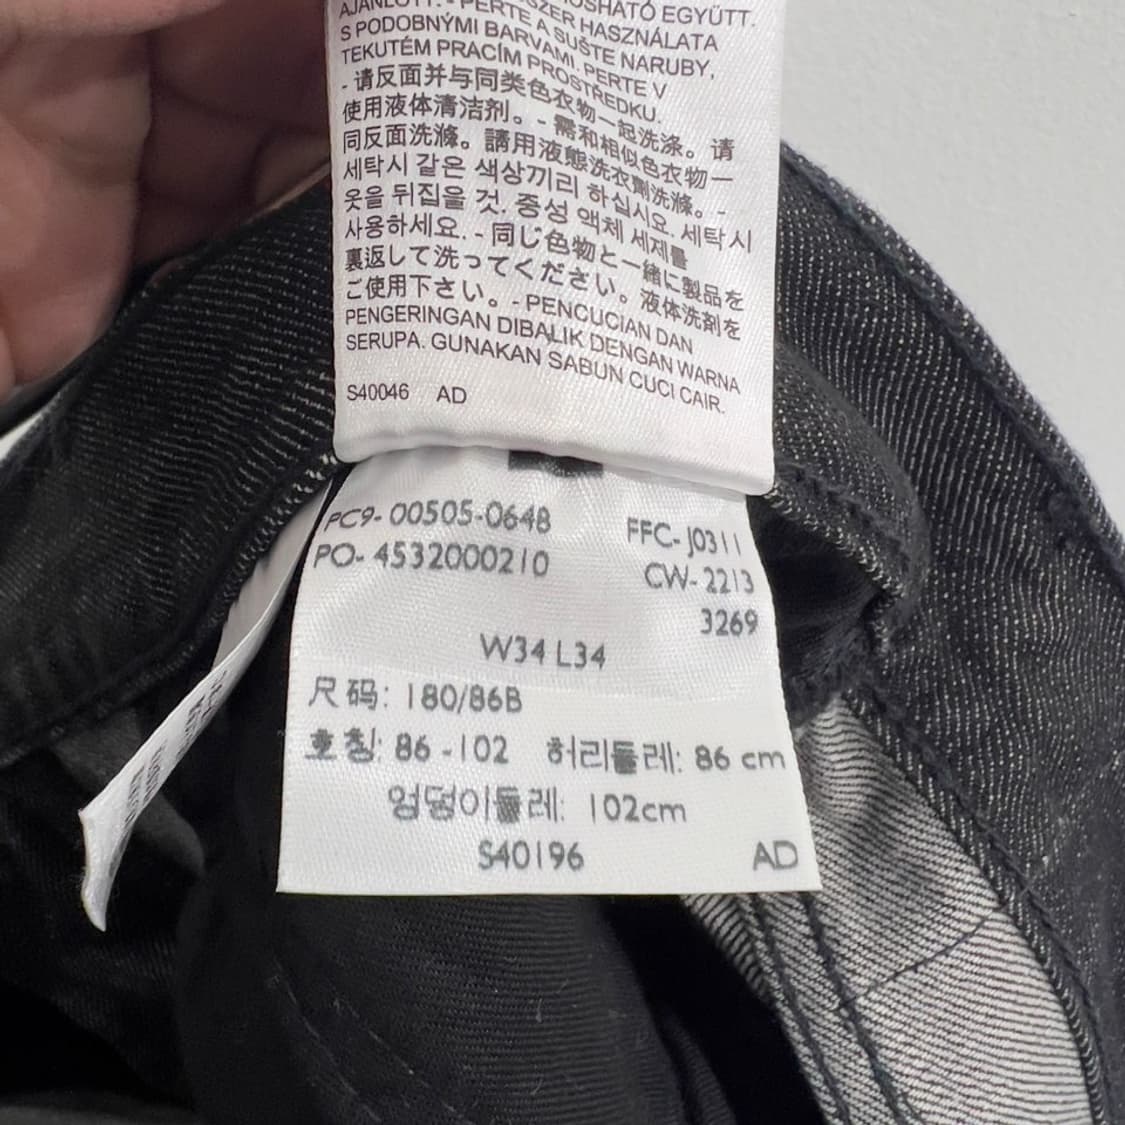 AJÁNLOTT. - PERTE A
MOSHATÓ EGYÜTT.
SZER HASZNÁLATA
S PODOBNÝMI BARVAMI. PERTE V
A SUŠTE NARUBY,
TEKUTÉM PRACÍM PROSTŘEDKU.
- 请反面并与同类色衣物一起洗涤。请
使用液体清洁剂。- 需和相似色衣物一
同反面洗滌。請用液態洗衣劑洗滌。-
세탁시 같은 색상끼리 하십시오. 세탁시
옷을 뒤집을 것. 중성 액체 세제를
사용하세요. - 同じ色物と一緒に製品を
裏返して洗ってください。液体洗剤を
ご使用下さい。- PENCUCIAN DAN
PENGERINGAN DIBALIK DENGAN WARNA
SERUPA. GUNAKAN SABUN CUCI CAIR.
S40046 AD
PC9- 00505-0648 FFC- J0311
PO- 4532000210 CW- 2213
3269
W34 L34
尺码: 180/86B
호칭: 86 -102 허리둘레: 86 cm
엉덩이둘레: 102cm
S40196 AD